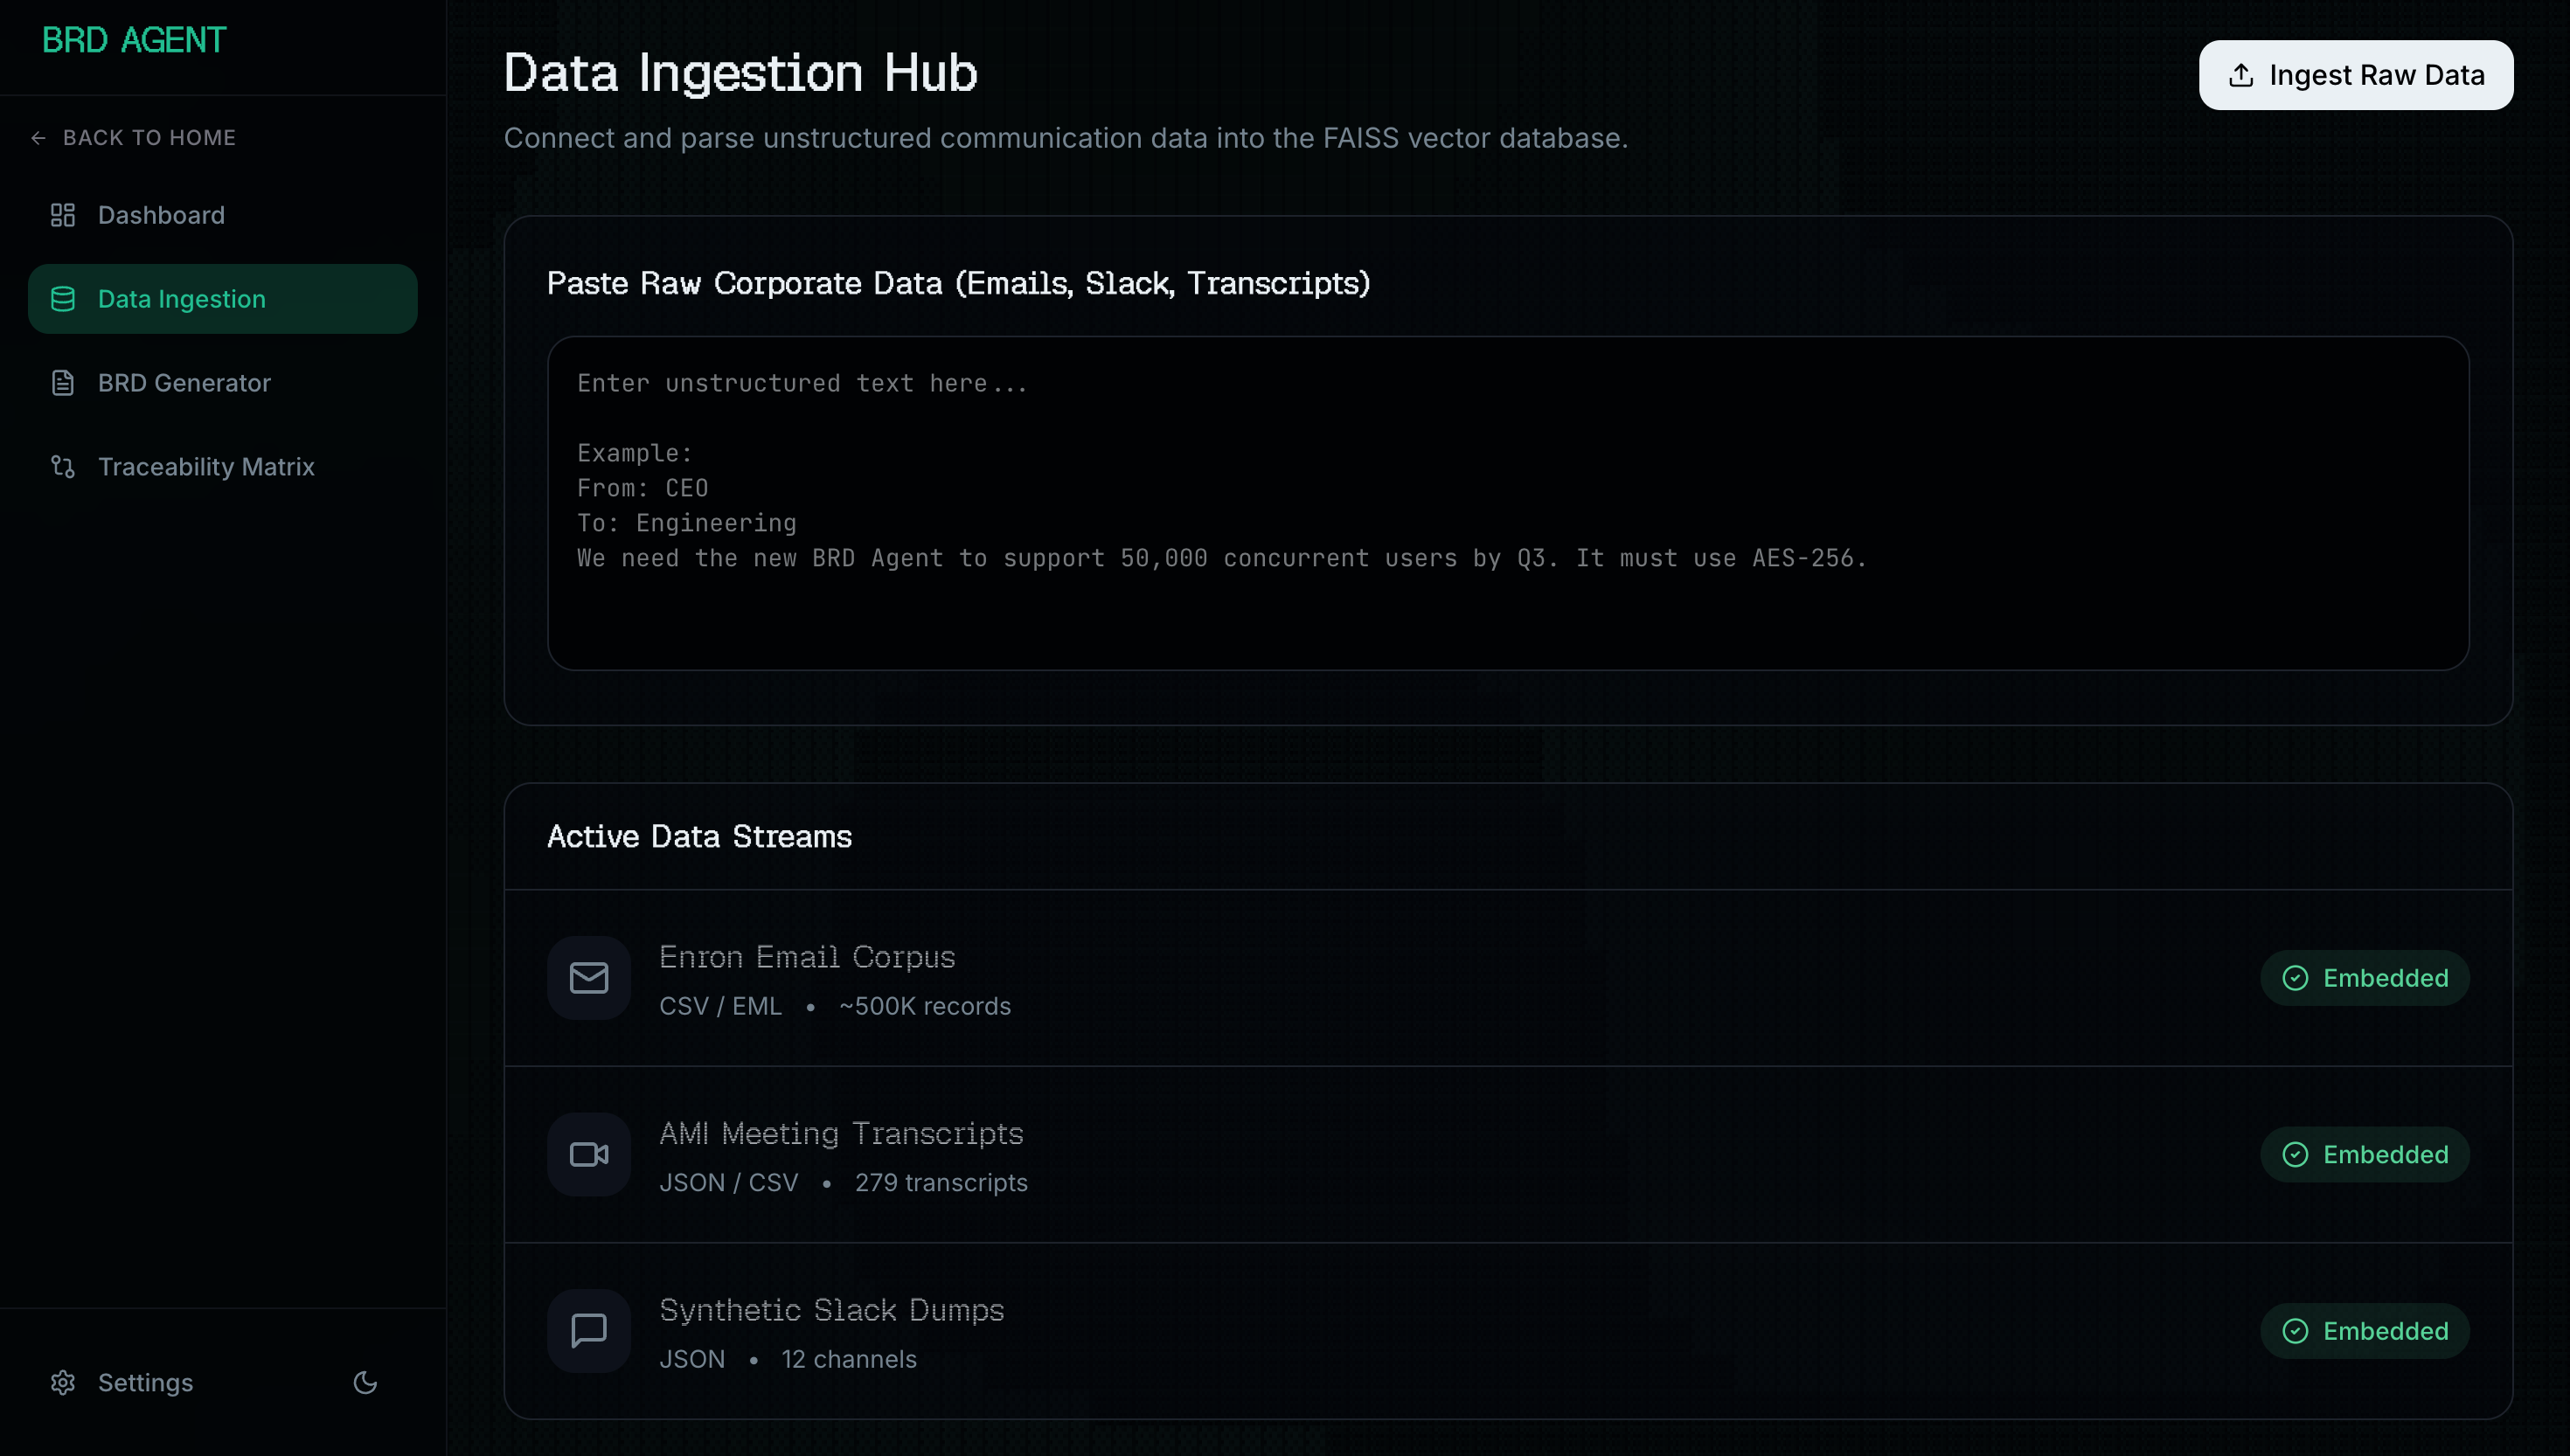 BRD AGENT
BACK TO HOME
Dashboard
Data Ingestion
BRD Generator
Traceability Matrix
Settings
Data Ingestion Hub
Connect and parse unstructured communication data into the FAISS vector database.
Ingest Raw Data
Paste Raw Corporate Data (Emails, Slack, Transcripts)
Enter unstructured text here...
Example:
From: CEO
To: Engineering
We need the new BRD Agent to support 50,000 concurrent users by Q3. It must use AES-256.
Active Data Streams
Enron Email Corpus
CSV / EML • ~500K records
Embedded
AMI Meeting Transcripts
JSON / CSV • 279 transcripts
Embedded
Synthetic Slack Dumps
JSON • 12 channels
Embedded